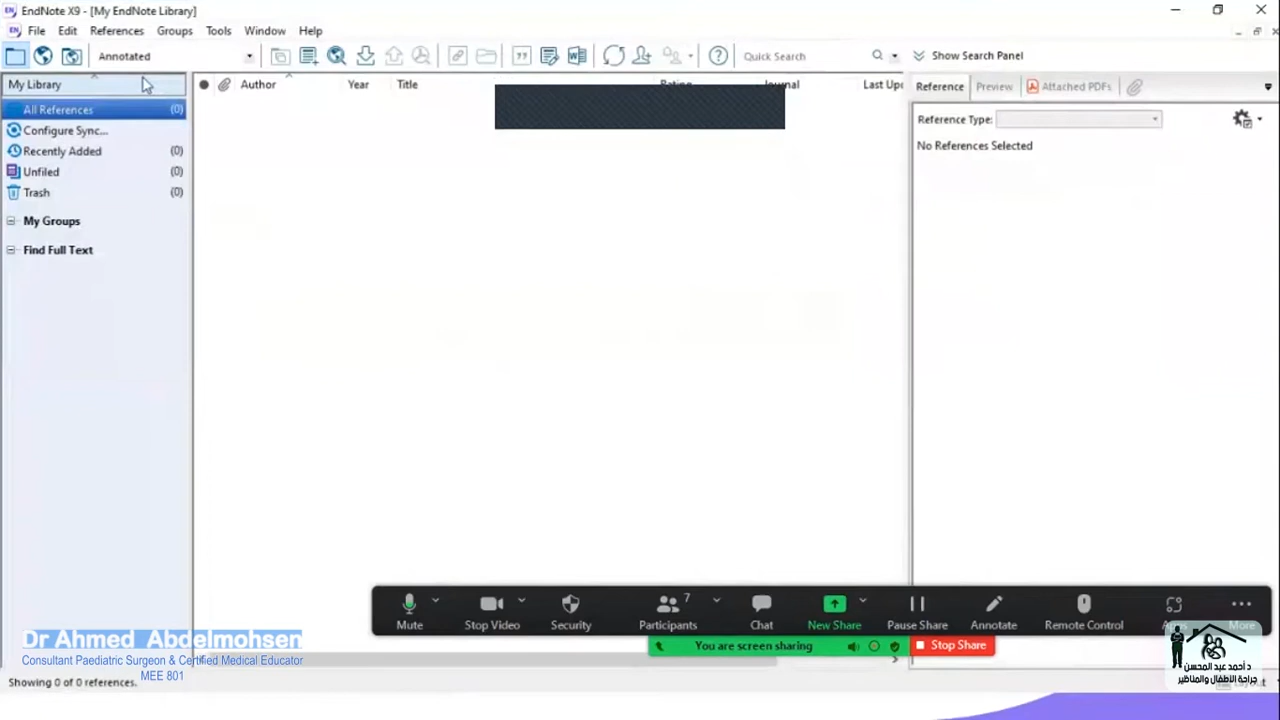 EndNote X9 - [My EndNote Library]
File Edit References Groups Tools Window Help
Annotated
Quick Search
Show Search Panel
My Library
Author Year Title Rating Journal
Reference Preview Attached PDFs
All References (0)
Reference Type:
Configure Sync...
No References Selected
Recently Added (0)
Unfiled (0)
Trash (0)
My Groups
Find Full Text
7
Mute Stop Video Security Participants Chat New Share Pause Share Annotate Remote Control Apps More
You are screen sharing Stop Share
Dr Ahmed Abdelmohsen
Consultant Paediatric Surgeon & Certified Medical Educator
MEE 801
د أحمد عبد المحسن
جراحة الأطفال والمناظير
Showing 0 of 0 references.